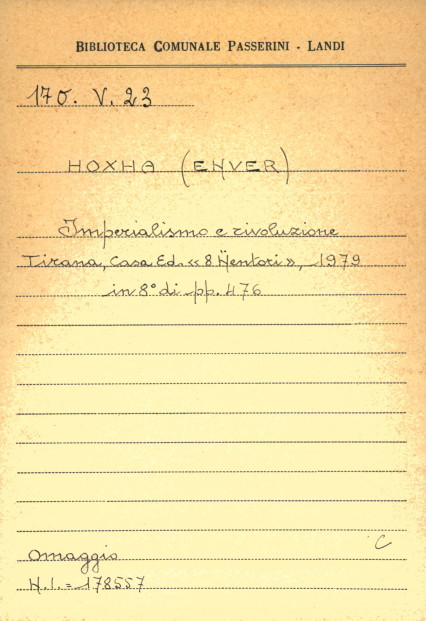 BIBLIOTECA COMUNALE PASSERINI - LANDI
170. V. 23
HOXHA (ENVER)
Imperialismo e rivoluzione
Tirana, Casa Ed. «8 Nëntori», 1979
in 8° di pp. 476
C
Omaggio
N.I. = 178557